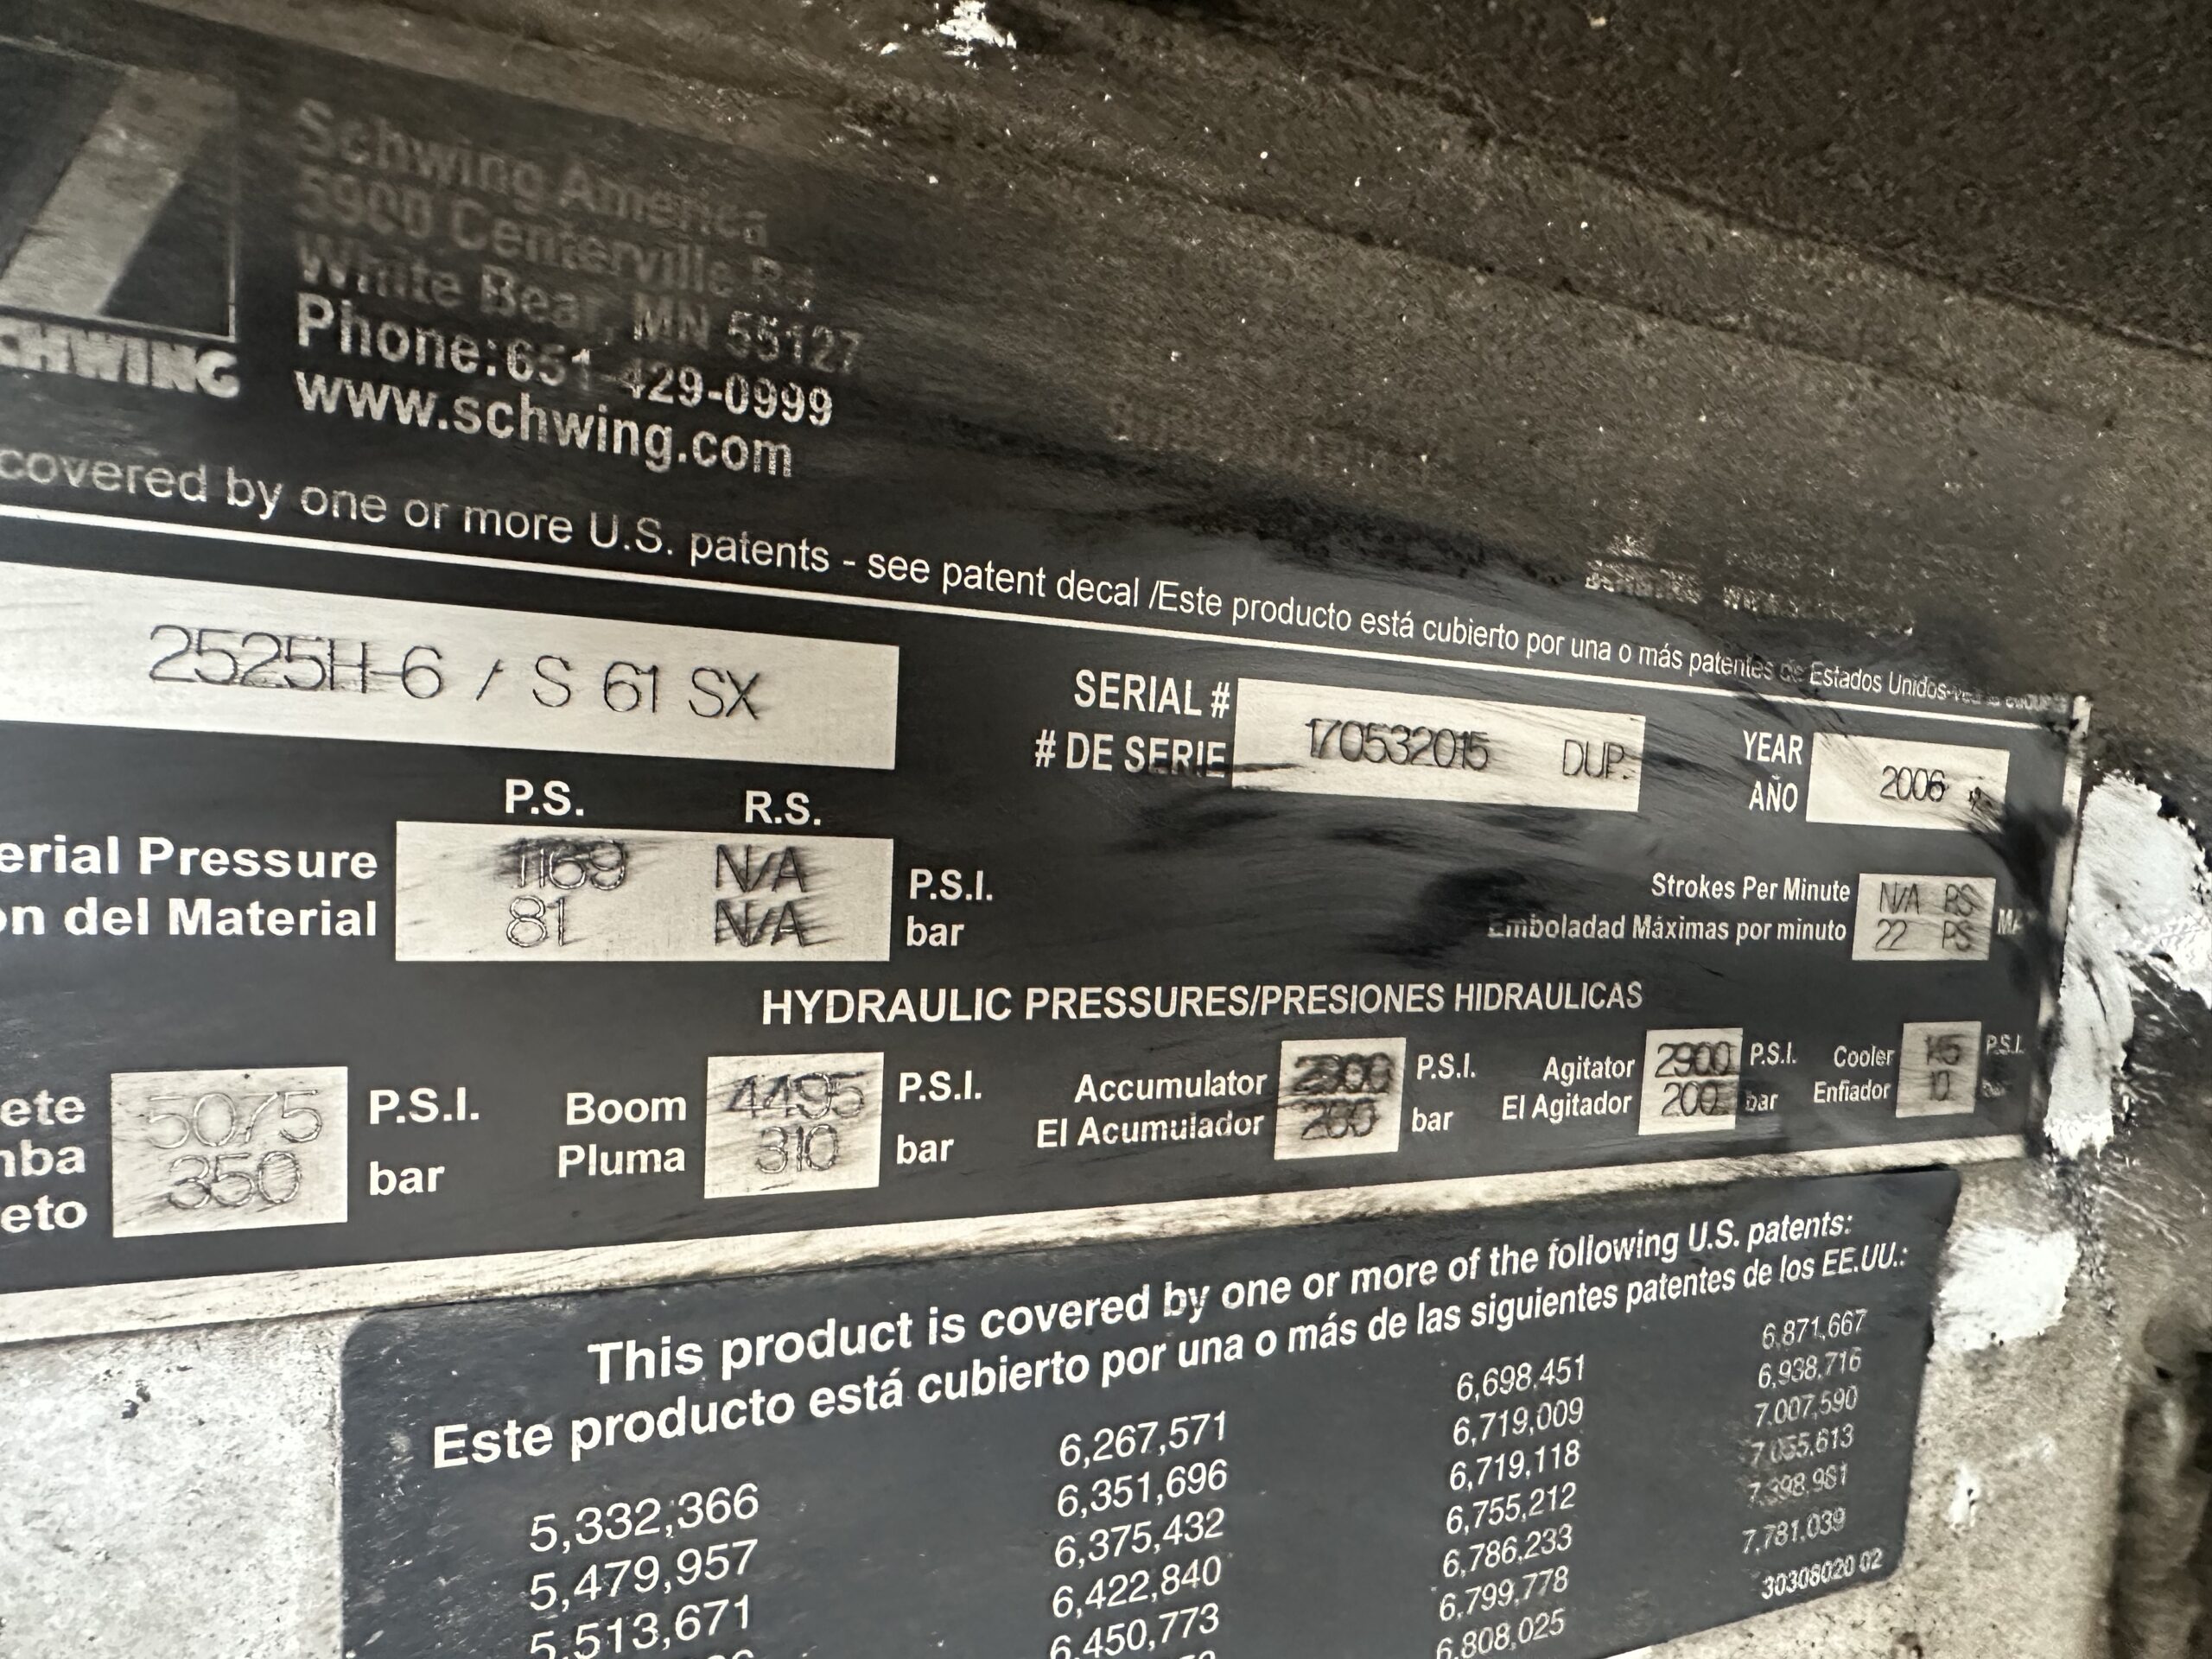 Schwing America
5900 Centerville Rd.
White Bear, MN 55127
Phone:651-429-0999
www.schwing.com
CHWING
covered by one or more U.S. patents - see patent decal /Este producto está cubierto por una o más patentes de Estados Unidos-
2525H-6 / S 61 SX
SERIAL #
# DE SERIE
170532015 DUP.
YEAR
AÑO
2006
P.S. R.S.
erial Pressure
on del Material
1169 N/A
81 N/A
P.S.I.
bar
Strokes Per Minute
Emboladad Máximas por minuto
N/A RS
22 PS
HYDRAULIC PRESSURES/PRESIONES HIDRAULICAS
ete
mba
eto
5075
350
P.S.I.
bar
Boom
Pluma
4495
310
P.S.I.
bar
Accumulator
El Acumulador
200
P.S.I.
bar
Agitator
El Agitador
2900
200
P.S.I.
bar
Cooler
Enfiador
145
10
P.S.I.
bar
This product is covered by one or more of the following U.S. patents:
Este producto está cubierto por una o más de las siguientes patentes de los EE.UU.:
5,332,366
5,479,957
5,513,671
6,267,571
6,351,696
6,375,432
6,422,840
6,450,773
6,698,451
6,719,009
6,719,118
6,755,212
6,786,233
6,799,778
6,808,025
6,871,667
6,938,716
7,007,590
7,055,613
7,398,981
7,781,039
30308020 02